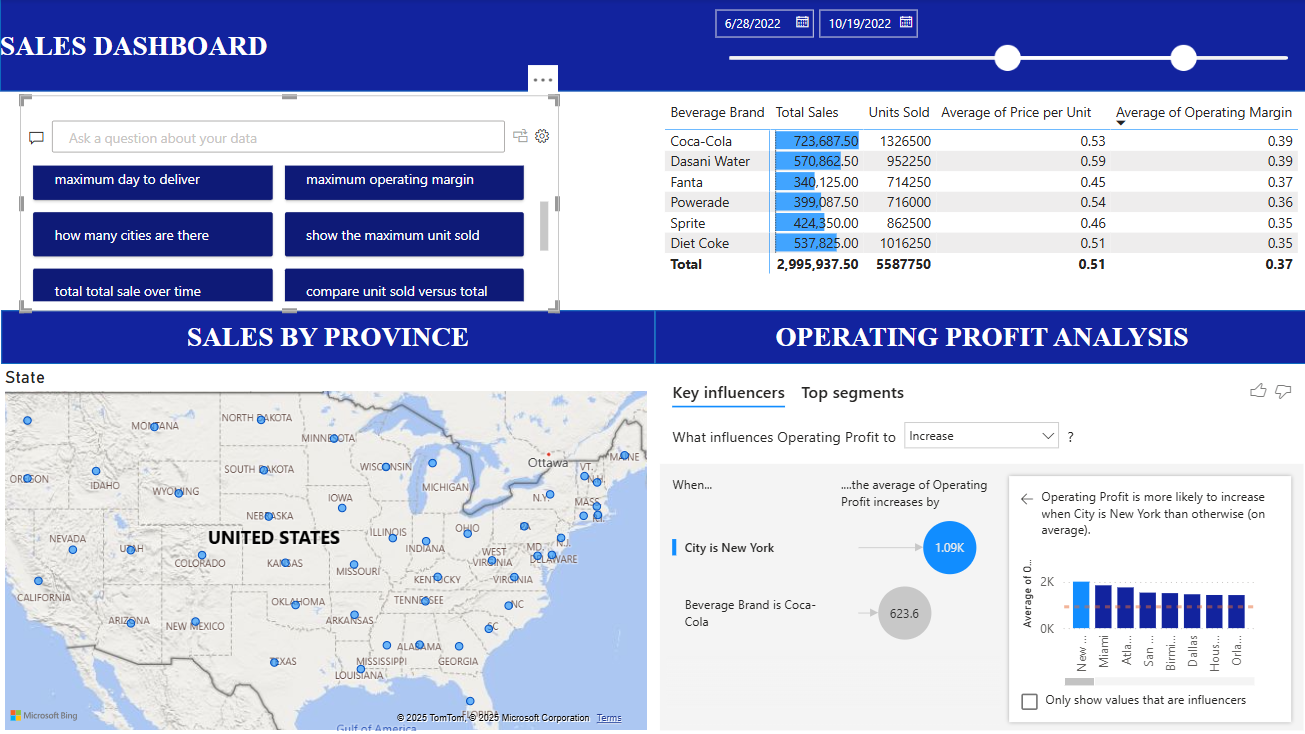 SALES DASHBOARD
6/28/2022
10/19/2022
Ask a question about your data
maximum day to deliver
maximum operating margin
how many cities are there
show the maximum unit sold
total total sale over time
compare unit sold versus total
Beverage Brand Total Sales Units Sold Average of Price per Unit Average of Operating Margin
Coca-Cola 723,687.50 1326500 0.53 0.39
Dasani Water 570,862.50 952250 0.59 0.39
Fanta 340,125.00 714250 0.45 0.37
Powerade 399,087.50 716000 0.54 0.36
Sprite 424,350.00 862500 0.46 0.35
Diet Coke 537,825.00 1016250 0.51 0.35
Total 2,995,937.50 5587750 0.51 0.37
SALES BY PROVINCE
OPERATING PROFIT ANALYSIS
State
NORTH DAKOTA
MONTANA
MINNESOTA
Ottawa
MAINE
SOUTH DAKOTA
WISCONSIN
VT.
N.H.
OREGON
IDAHO
WYOMING
MICHIGAN
N.Y.
MASS.
IOWA
NEBRASKA
R.I.
PA
NEVADA
UTAH
UNITED STATES
ILLINOIS
OHIO
INDIANA
MD.
N.J.
COLORADO
KANSAS
WEST
VIRGINIA
DELAWARE
MISSOURI
KENTUCKY
VIRGINIA
CALIFORNIA
OKLAHOMA
TENNESSEE
NC
ARIZONA
NEW MEXICO
ARKANSAS
SC
ALABAMA
TEXAS
MISSISSIPPI
GEORGIA
LOUISIANA
FLORIDA
Microsoft Bing
© 2025 TomTom, © 2025 Microsoft Corporation Terms
Gulf of America
Key influencers Top segments
What influences Operating Profit to Increase ?
When...
....the average of Operating
Profit increases by
City is New York
1.09K
Beverage Brand is Coca-
Cola
623.6
Operating Profit is more likely to increase
when City is New York than otherwise (on
average).
Average of O...
2K
0K
New ...
Miami
Atla...
San ...
Birmi...
Dallas
Hous...
Orla...
Only show values that are influencers